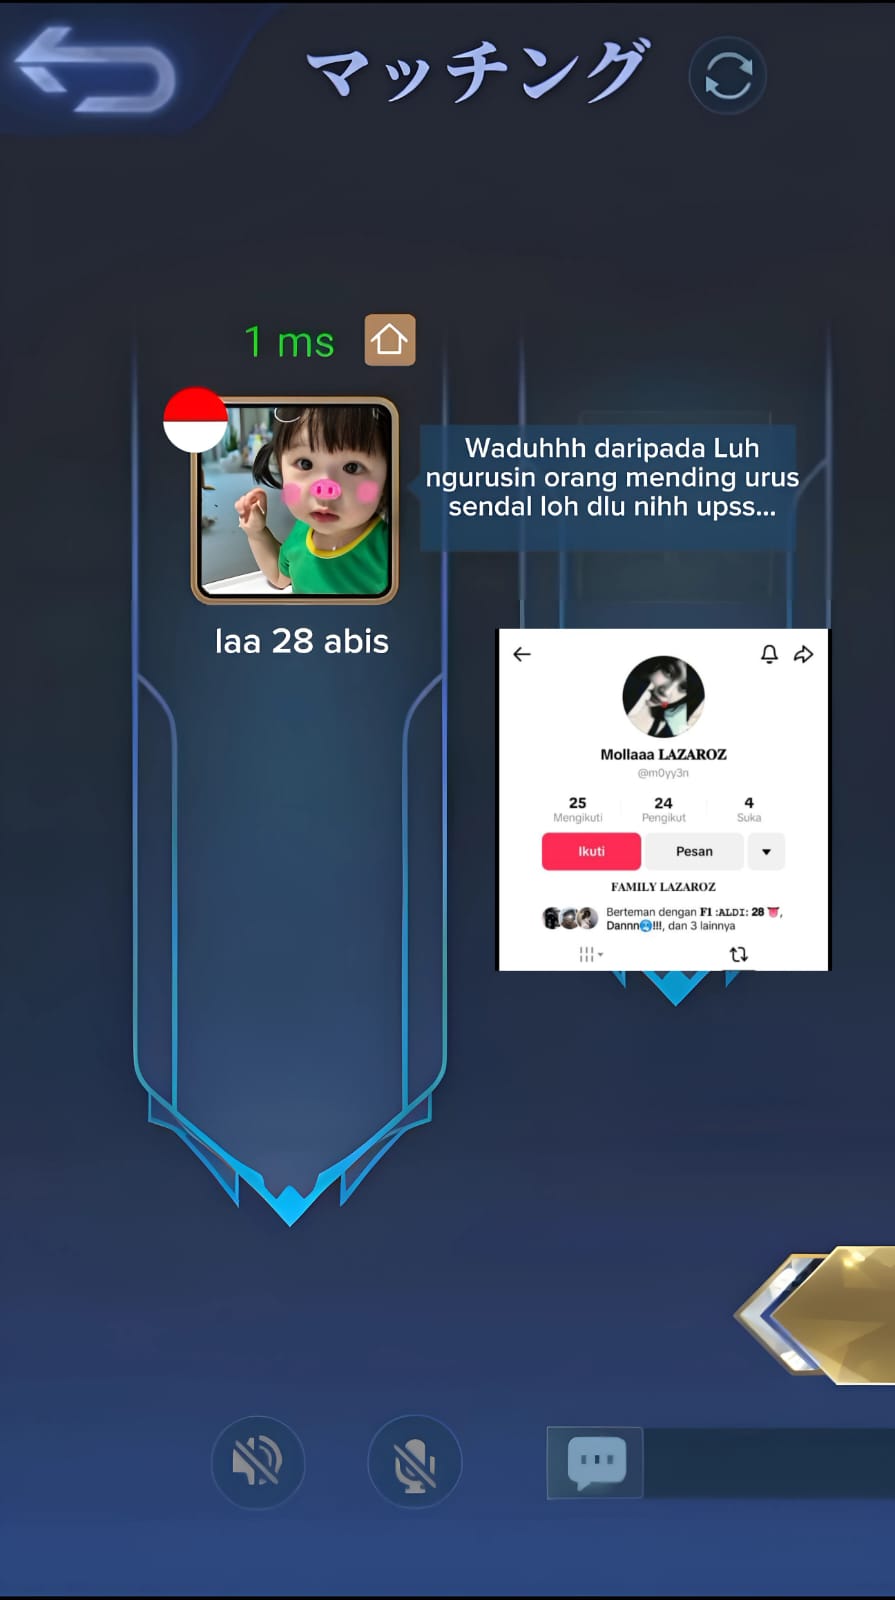 マッチング
1 ms
Waduhhh daripada Luh
ngurusin orang mending urus
sendal loh dlu nihh upss...
laa 28 abis
Mollaaa LAZAROZ
@m0yy3n
25
24
4
Mengikuti
Pengikut
Suka
Ikuti
Pesan
FAMILY LAZAROZ
Berteman dengan F1 :ALDI: 28 👅,
Dannn🥶!!!, dan 3 lainnya